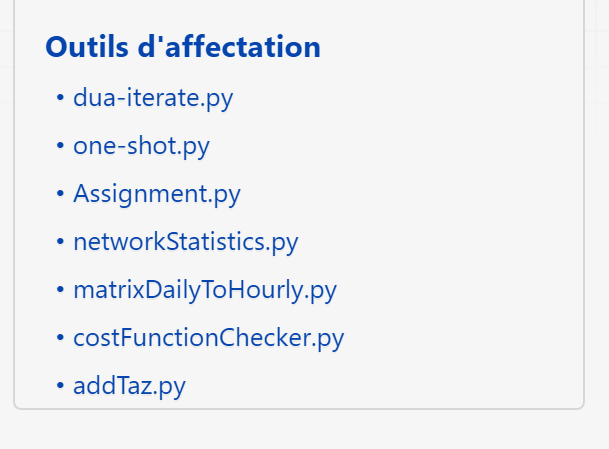 Outils d'affectation
• dua-iterate.py
• one-shot.py
• Assignment.py
• networkStatistics.py
• matrixDailyToHourly.py
• costFunctionChecker.py
• addTaz.py